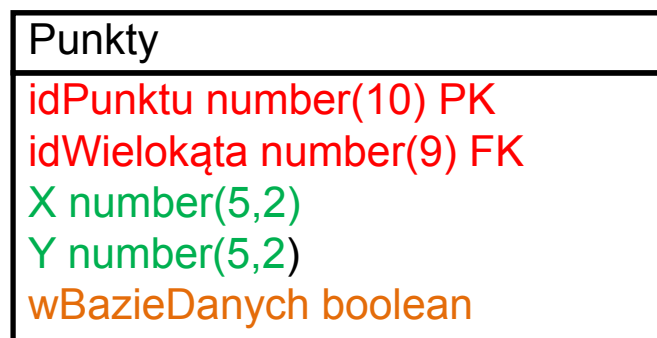 Punkty
idPunktu number(10) PK
idWielokąta number(9) FK
X number(5,2)
Y number(5,2)
wBazieDanych boolean